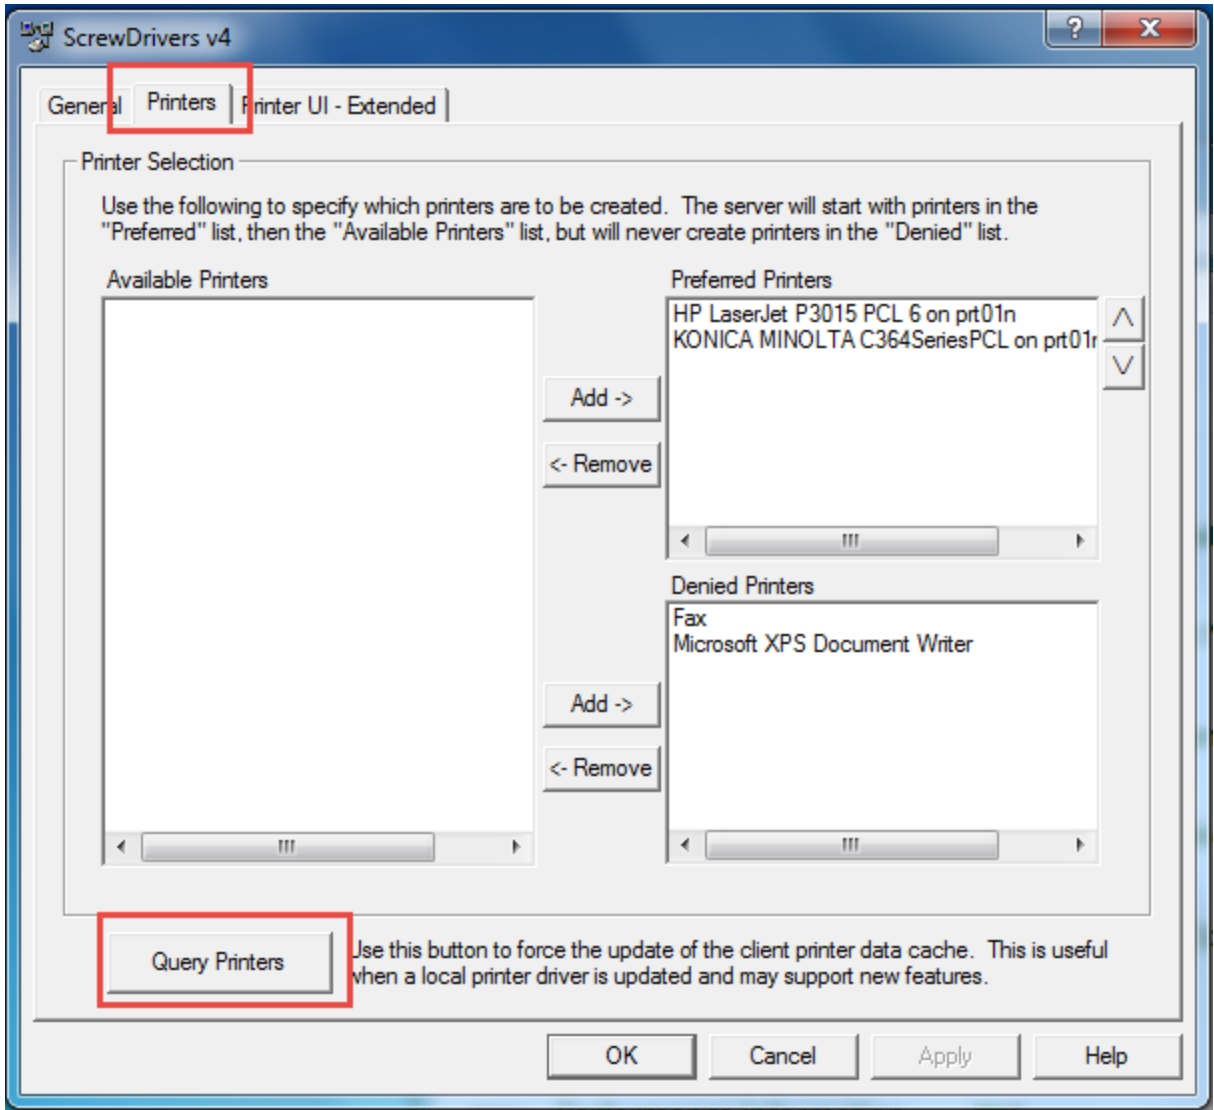 ScrewDrivers v4
General Printers Printer UI - Extended
Printer Selection
Use the following to specify which printers are to be created. The server will start with printers in the
"Preferred" list, then the "Available Printers" list, but will never create printers in the "Denied" list.
Available Printers
Preferred Printers
HP LaserJet P3015 PCL 6 on prt01n
KONICA MINOLTA C364SeriesPCL on prt01n
Add ->
<- Remove
Denied Printers
Fax
Microsoft XPS Document Writer
Add ->
<- Remove
Query Printers
Use this button to force the update of the client printer data cache. This is useful
when a local printer driver is updated and may support new features.
OK Cancel Apply Help